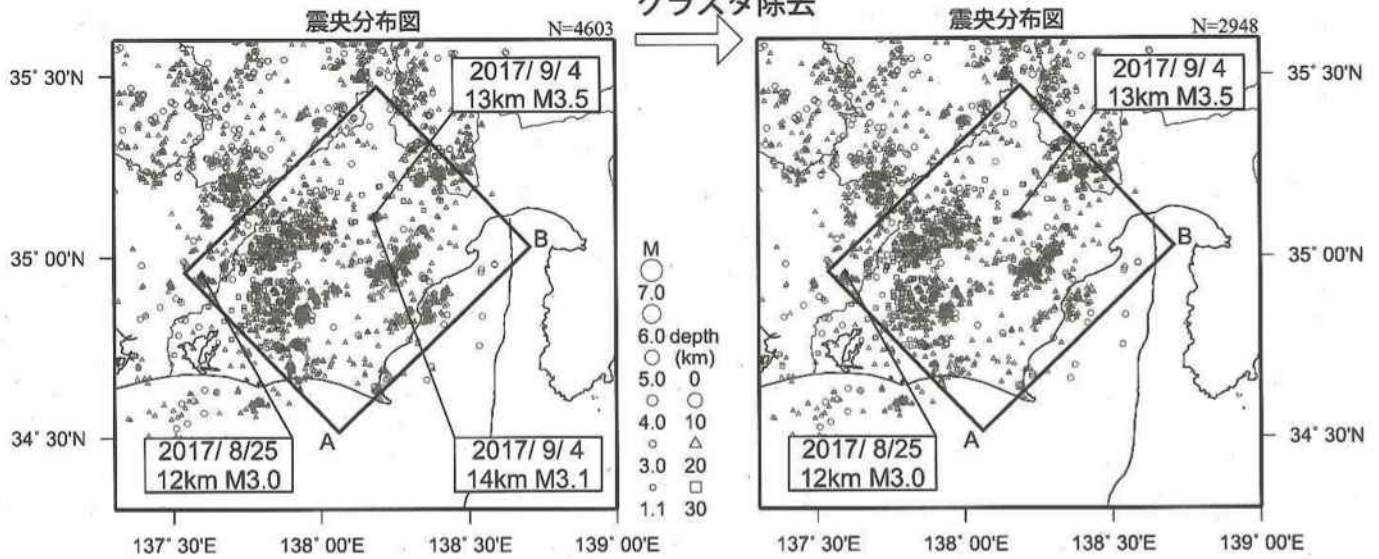 クラスタ除去
震央分布図
N=4603
35° 30'N
35° 00'N
34° 30'N
2017/ 9/ 4
13km M3.5
B
A
2017/ 8/25
12km M3.0
2017/ 9/ 4
14km M3.1
137° 30'E
138° 00'E
138° 30'E
139° 00'E
M
7.0
6.0 depth
(km)
5.0 0
4.0 10
3.0 20
1.1 30
震央分布図
N=2948
2017/ 9/ 4
13km M3.5
B
A
2017/ 8/25
12km M3.0
35° 30'N
35° 00'N
34° 30'N
137° 30'E
138° 00'E
138° 30'E
139° 00'E